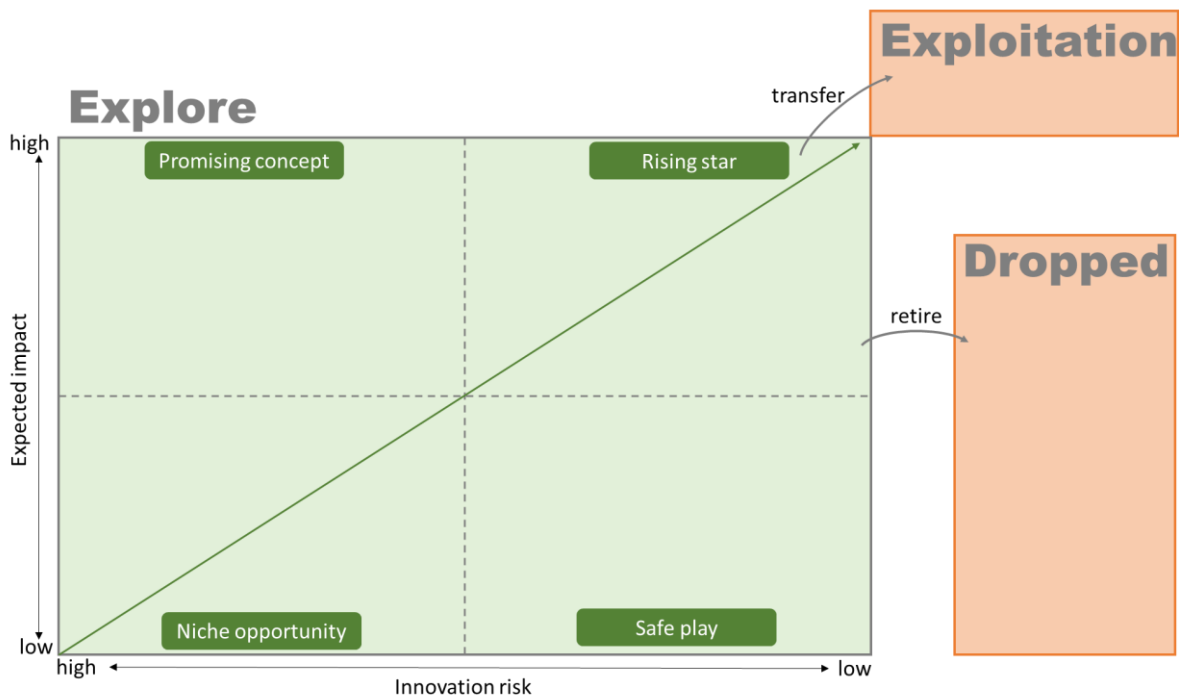 Exploitation
transfer
Explore
high
Promising concept
Rising star
Dropped
retire
Expected impact
Niche opportunity
Safe play
low
high
low
Innovation risk